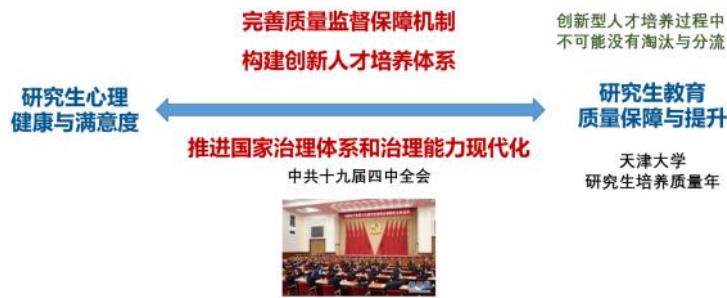 完善质量监督保障机制
构建创新人才培养体系
创新型人才培养过程中
不可能没有淘汰与分流
研究生心理
健康与满意度
研究生教育
质量保障与提升
推进国家治理体系和治理能力现代化
中共十九届四中全会
天津大学
研究生培养质量年